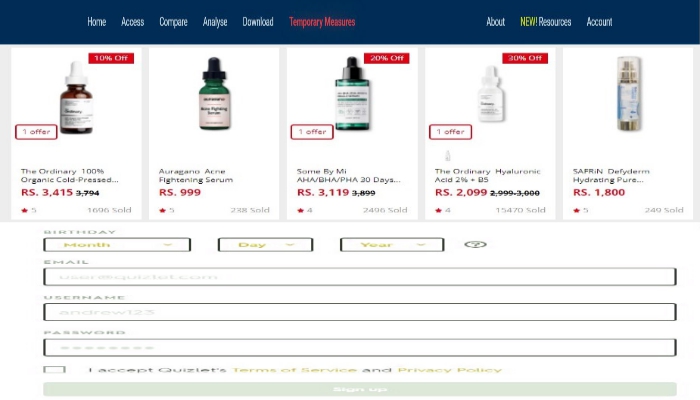 Home Access Compare Analyse Download Temporary Measures About NEW! Resources Account
10% Off 20% Off 30% Off
Ordinary.
1 offer 1 offer 1 offer
The Ordinary 100% Organic Cold-Pressed...
Auragano Acne Fightening Serum
Some By Mi AHA/BHA/PHA 30 Days...
The Ordinary Hyaluronic Acid 2% + B5
SAFRIN Defyderm Hydrating Pure...
RS. 3,415 3,794 RS. 999 RS. 3,119 3,899 RS. 2,099 2,999-3,000 RS. 1,800
5 1696 Sold 5 238 Sold 4 2496 Sold 4 15470 Sold 5 249 Sold
BIRTHDAY
Month Day Year ?
EMAIL
user@quizlet.com
USERNAME
andrew123
PASSWORD
••••••••
I accept Quizlet's Terms of Service and Privacy Policy
Sign up